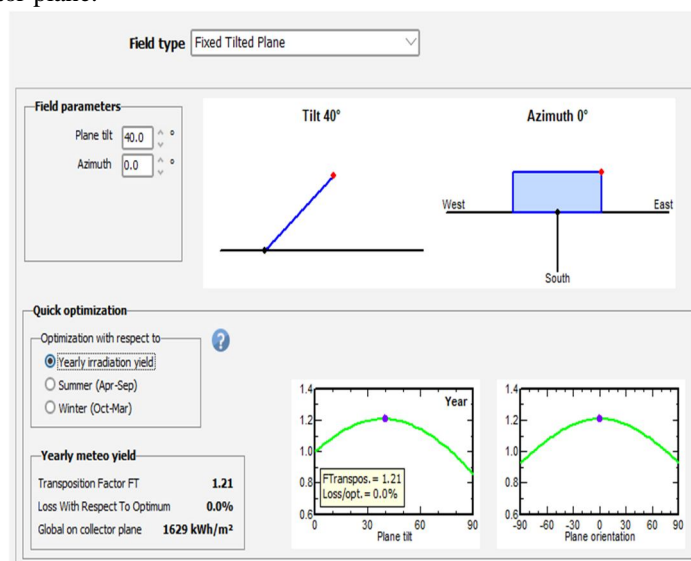 tor plane.
Field type Fixed Tilted Plane
Field parameters
Plane tilt 40.0 °
Azimuth 0.0 °
Tilt 40° Azimuth 0°
West East
South
Quick optimization
Optimization with respect to
Yearly irradiation yield
Summer (Apr-Sep)
Winter (Oct-Mar)
?
Yearly meteo yield
Transposition Factor FT 1.21
Loss With Respect To Optimum 0.0%
Global on collector plane 1629 kWh/m²
1.4
1.2
1.0
0.8
0.6
Year
FTranspos. = 1.21
Loss/opt. = 0.0%
0 30 60 90
Plane tilt
1.4
1.2
1.0
0.8
0.6
-90 -60 -30 0 30 60 90
Plane orientation